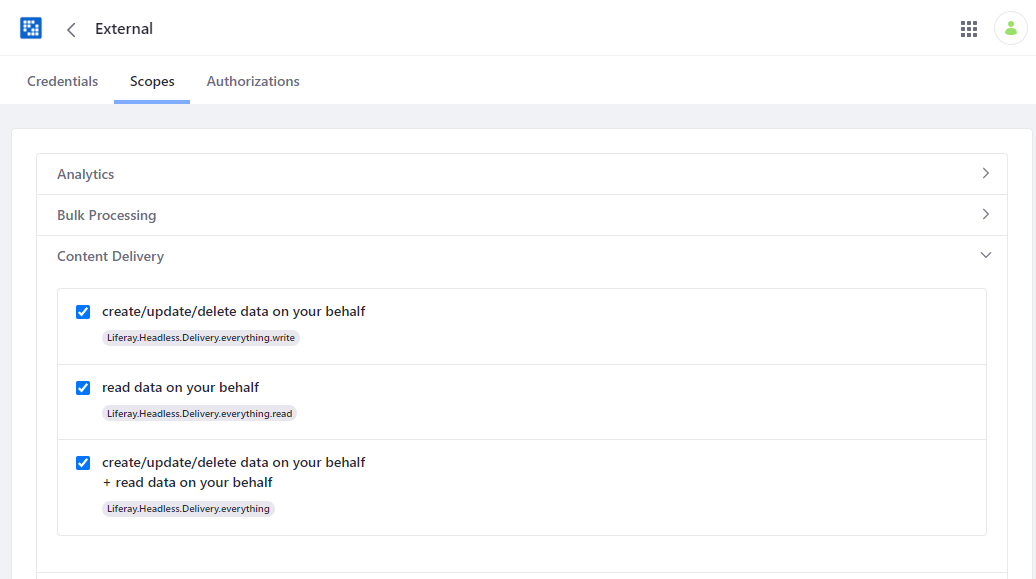 External
Credentials Scopes Authorizations
Analytics
Bulk Processing
Content Delivery
create/update/delete data on your behalf
Liferay.Headless.Delivery.everything.write
read data on your behalf
Liferay.Headless.Delivery.everything.read
create/update/delete data on your behalf
+ read data on your behalf
Liferay.Headless.Delivery.everything